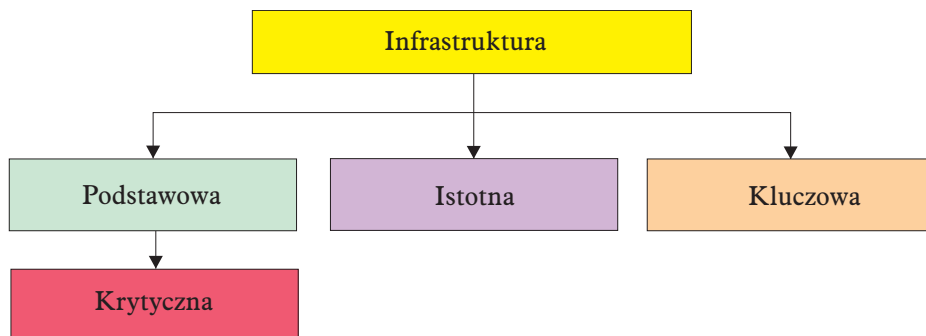 Infrastruktura
Podstawowa
Istotna
Kluczowa
Krytyczna